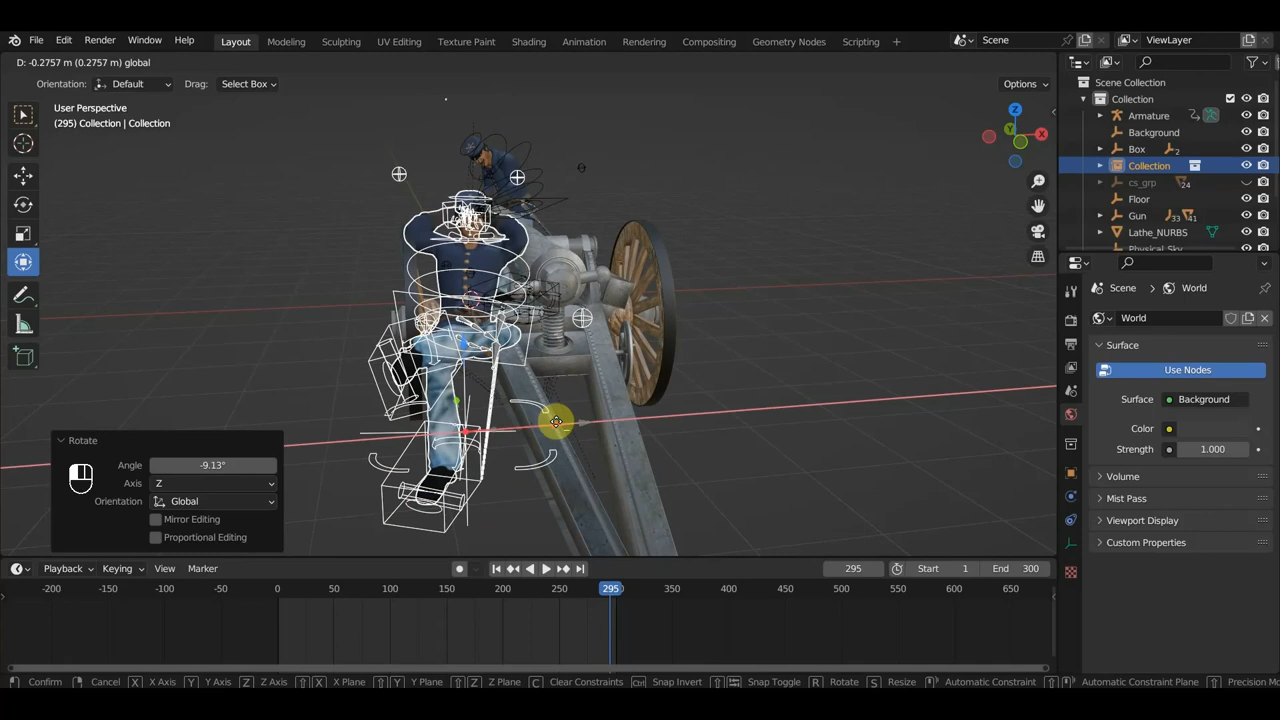 File Edit Render Window Help Layout Modeling Sculpting UV Editing Texture Paint Shading Animation Rendering Compositing Geometry Nodes Scripting + Scene ViewLayer
D: -0.2757 m (0.2757 m) global
Orientation: Default Drag: Select Box Options
User Perspective
(295) Collection | Collection
Z
Y
X
Scene Collection
Collection
Armature
Background
Box 2
Collection
cs_grp 24
Floor
Gun 33 41
Lathe_NURBS
Scene World
World
Surface
Use Nodes
Surface Background
Color
Strength 1.000
Volume
Mist Pass
Viewport Display
Custom Properties
Rotate
Angle -9.13°
Axis Z
Orientation Global
Mirror Editing
Proportional Editing
Playback Keying View Marker 295 Start 1 End 300
-200 -150 -100 -50 0 50 100 150 200 250 295 350 400 450 500 550 600 650
Confirm Cancel X X Axis Y Y Axis Z Z Axis X X Plane Y Y Plane Z Z Plane C Clear Constraints Ctrl Snap Invert Snap Toggle R Rotate S Resize Automatic Constraint Automatic Constraint Plane Precision Mo